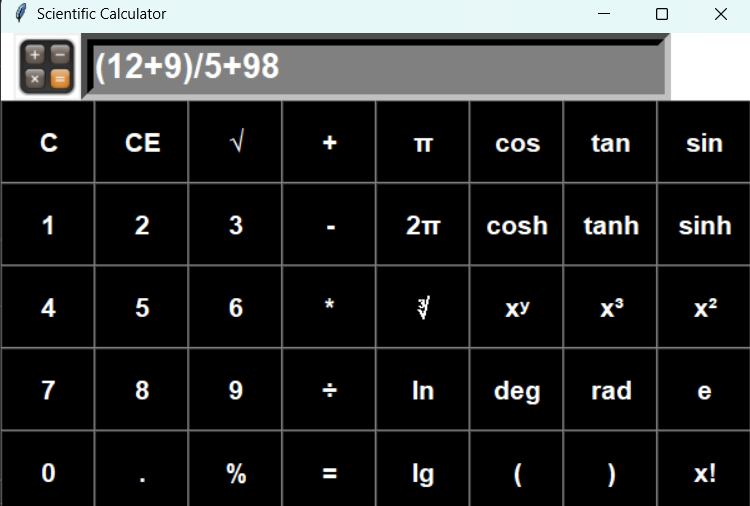 Scientific Calculator
(12+9)/5+98
C CE √ + π cos tan sin
1 2 3 - 2π cosh tanh sinh
4 5 6 * ∛ xʸ x³ x²
7 8 9 ÷ ln deg rad e
0 . % = lg ( ) x!